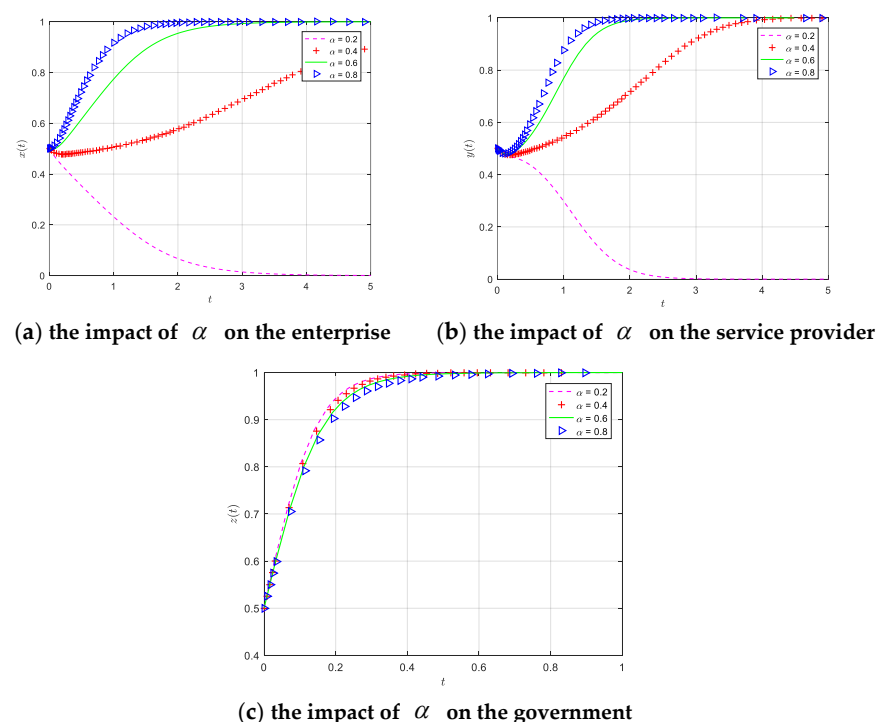 1
0.8
0.6
0.4
0.2
0
x(t)
0 1 2 3 4 5
t
α = 0.2
α = 0.4
α = 0.6
α = 0.8
(a) the impact of α on the enterprise
1
0.8
0.6
0.4
0.2
0
y(t)
0 1 2 3 4 5
t
α = 0.2
α = 0.4
α = 0.6
α = 0.8
(b) the impact of α on the service provider
1
0.9
0.8
0.7
0.6
0.5
0.4
z(t)
0 0.2 0.4 0.6 0.8 1
t
α = 0.2
α = 0.4
α = 0.6
α = 0.8
(c) the impact of α on the government